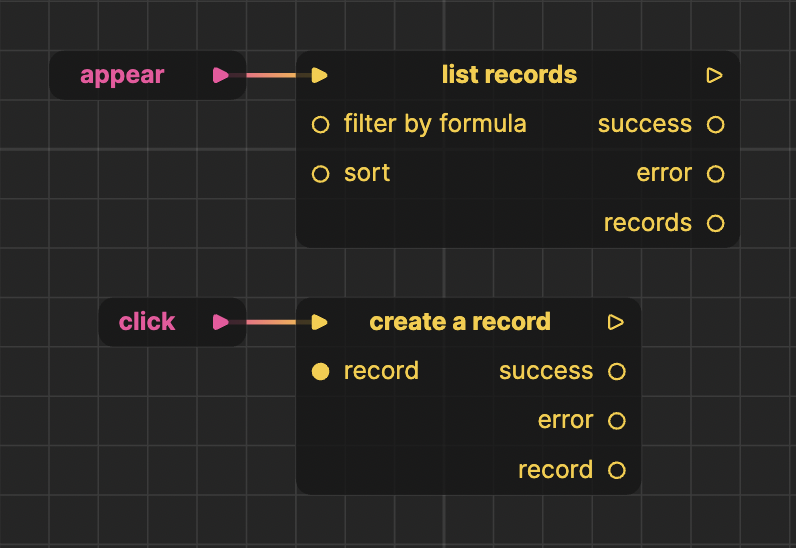 appear
list records
filter by formula
success
sort
error
records
click
create a record
record
success
error
record